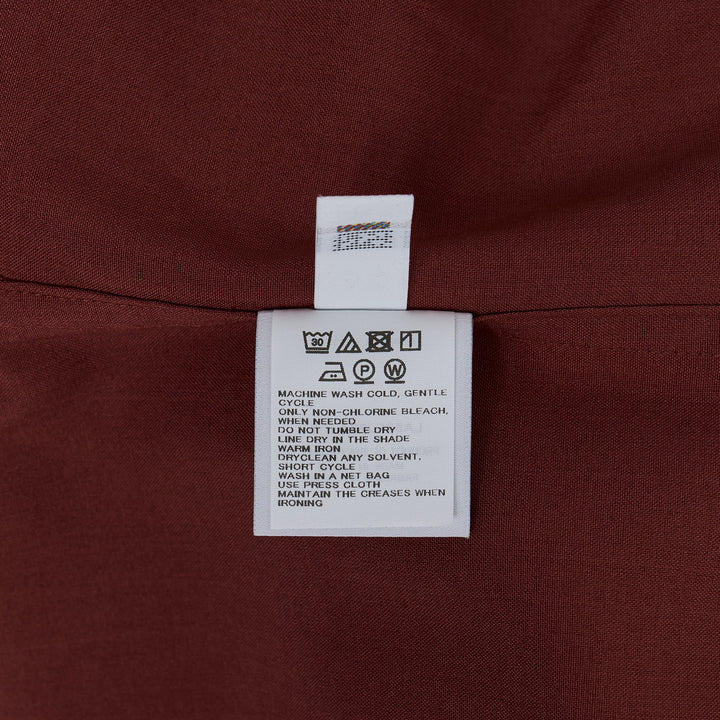 30
P W
MACHINE WASH COLD, GENTLE
CYCLE
ONLY NON-CHLORINE BLEACH,
WHEN NEEDED
DO NOT TUMBLE DRY
LINE DRY IN THE SHADE
WARM IRON
DRYCLEAN ANY SOLVENT,
SHORT CYCLE
WASH IN A NET BAG
USE PRESS CLOTH
MAINTAIN THE CREASES WHEN
IRONING